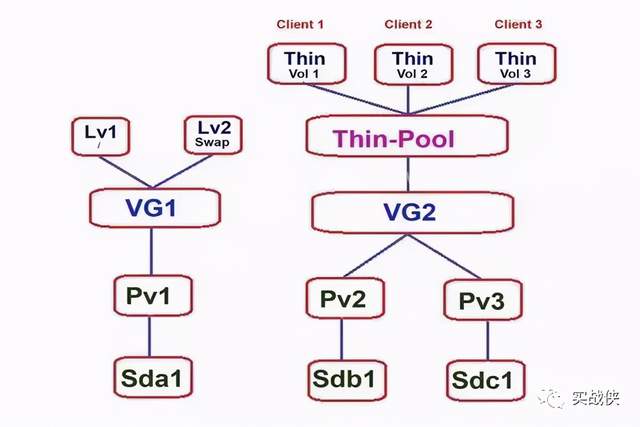 Client 1
Client 2
Client 3
Thin
Vol 1
Thin
Vol 2
Thin
Vol 3
Lv1
/
Lv2
Swap
Thin-Pool
VG1
VG2
Pv1
Pv2
Pv3
Sda1
Sdb1
Sdc1
实战侠